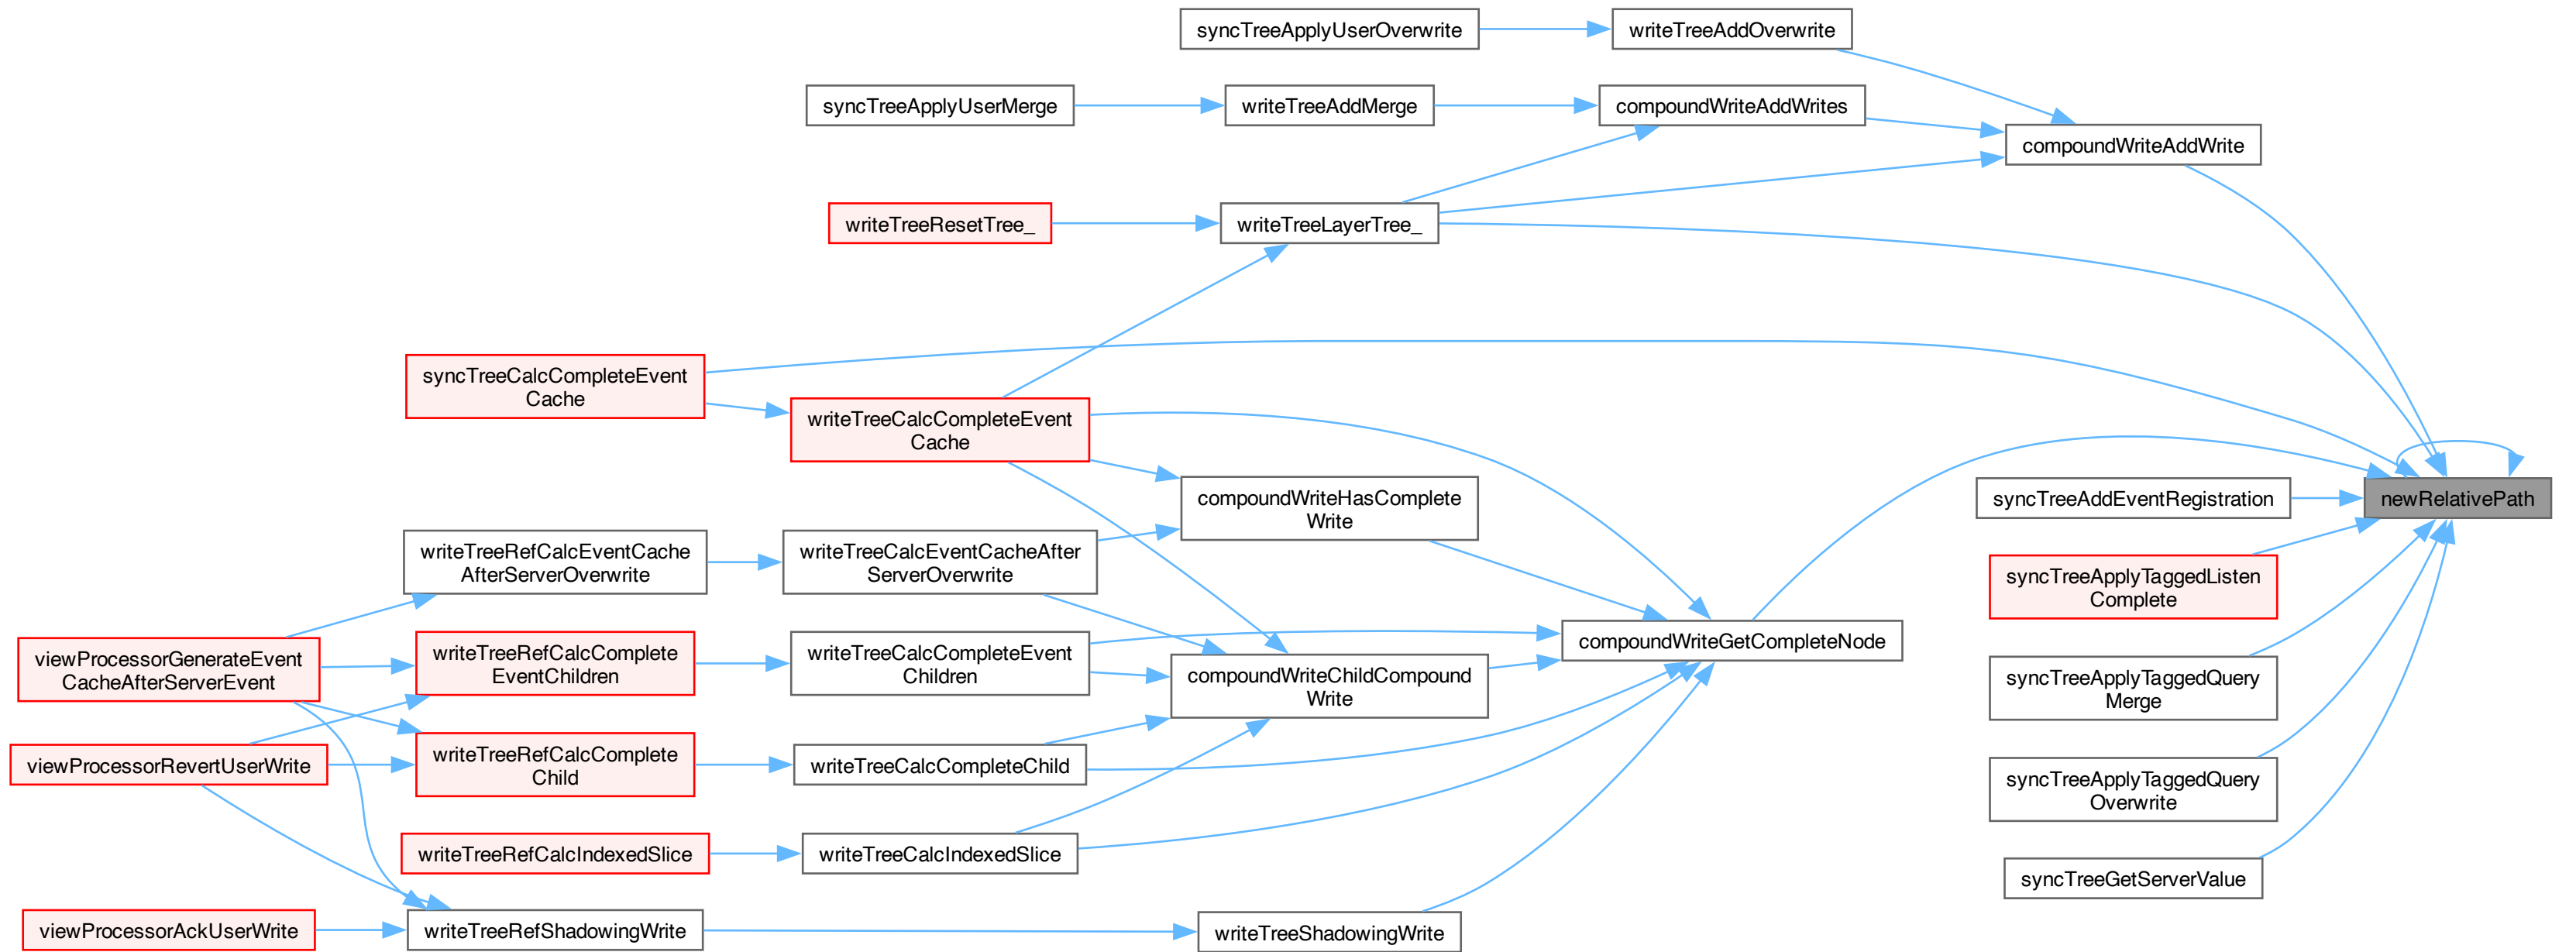 syncTreeApplyUserOverwrite
writeTreeAddOverwrite
syncTreeApplyUserMerge
writeTreeAddMerge
compoundWriteAddWrites
compoundWriteAddWrite
writeTreeResetTree_
writeTreeLayerTree_
syncTreeCalcCompleteEvent
Cache
writeTreeCalcCompleteEvent
Cache
compoundWriteHasComplete
Write
syncTreeAddEventRegistration
newRelativePath
writeTreeRefCalcEventCache
AfterServerOverwrite
writeTreeCalcEventCacheAfter
ServerOverwrite
syncTreeApplyTaggedListen
Complete
viewProcessorGenerateEvent
CacheAfterServerEvent
writeTreeRefCalcComplete
EventChildren
writeTreeCalcCompleteEvent
Children
compoundWriteChildCompound
Write
compoundWriteGetCompleteNode
syncTreeApplyTaggedQuery
Merge
viewProcessorRevertUserWrite
writeTreeRefCalcComplete
Child
writeTreeCalcCompleteChild
syncTreeApplyTaggedQuery
Overwrite
writeTreeRefCalcIndexedSlice
writeTreeCalcIndexedSlice
syncTreeGetServerValue
viewProcessorAckUserWrite
writeTreeRefShadowingWrite
writeTreeShadowingWrite